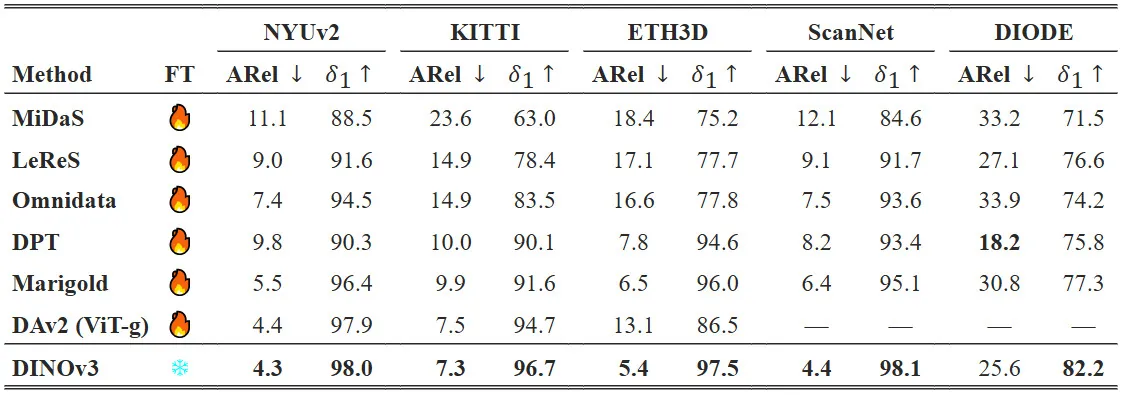 NYUv2 KITTI ETH3D ScanNet DIODE
Method FT ARel ↓ δ1 ↑ ARel ↓ δ1 ↑ ARel ↓ δ1 ↑ ARel ↓ δ1 ↑ ARel ↓ δ1 ↑
MiDaS 11.1 88.5 23.6 63.0 18.4 75.2 12.1 84.6 33.2 71.5
LeReS 9.0 91.6 14.9 78.4 17.1 77.7 9.1 91.7 27.1 76.6
Omnidata 7.4 94.5 14.9 83.5 16.6 77.8 7.5 93.6 33.9 74.2
DPT 9.8 90.3 10.0 90.1 7.8 94.6 8.2 93.4 18.2 75.8
Marigold 5.5 96.4 9.9 91.6 6.5 96.0 6.4 95.1 30.8 77.3
DAv2 (ViT-g) 4.4 97.9 7.5 94.7 13.1 86.5 — — — —
DINOv3 4.3 98.0 7.3 96.7 5.4 97.5 4.4 98.1 25.6 82.2